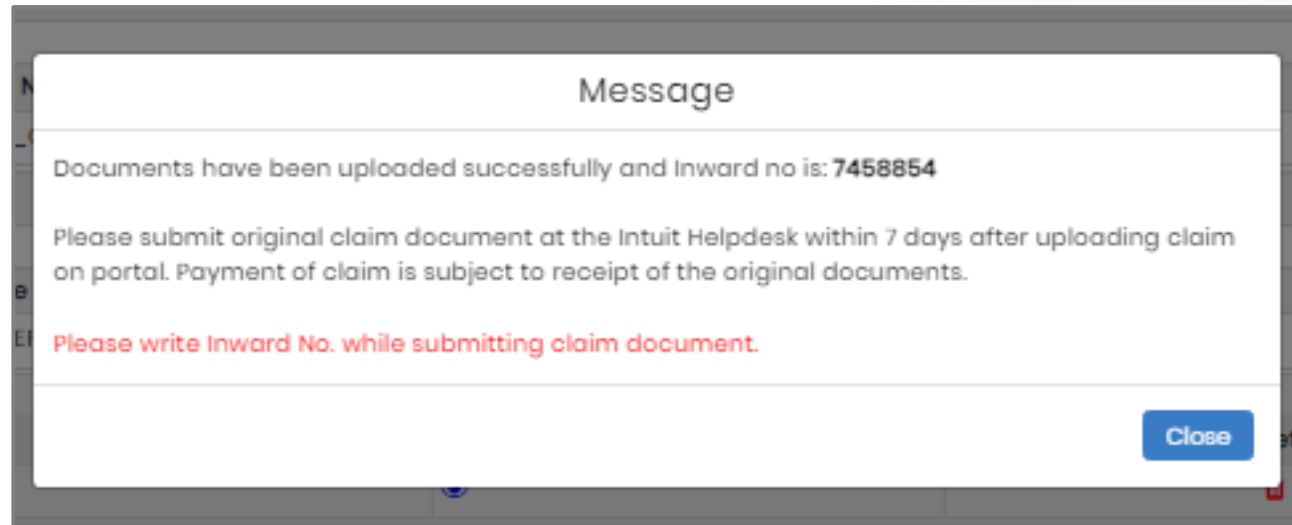 Message
Documents have been uploaded successfully and Inward no is: 7458854
Please submit original claim document at the Intuit Helpdesk within 7 days after uploading claim
on portal. Payment of claim is subject to receipt of the original documents.
Please write Inward No. while submitting claim document.
Close